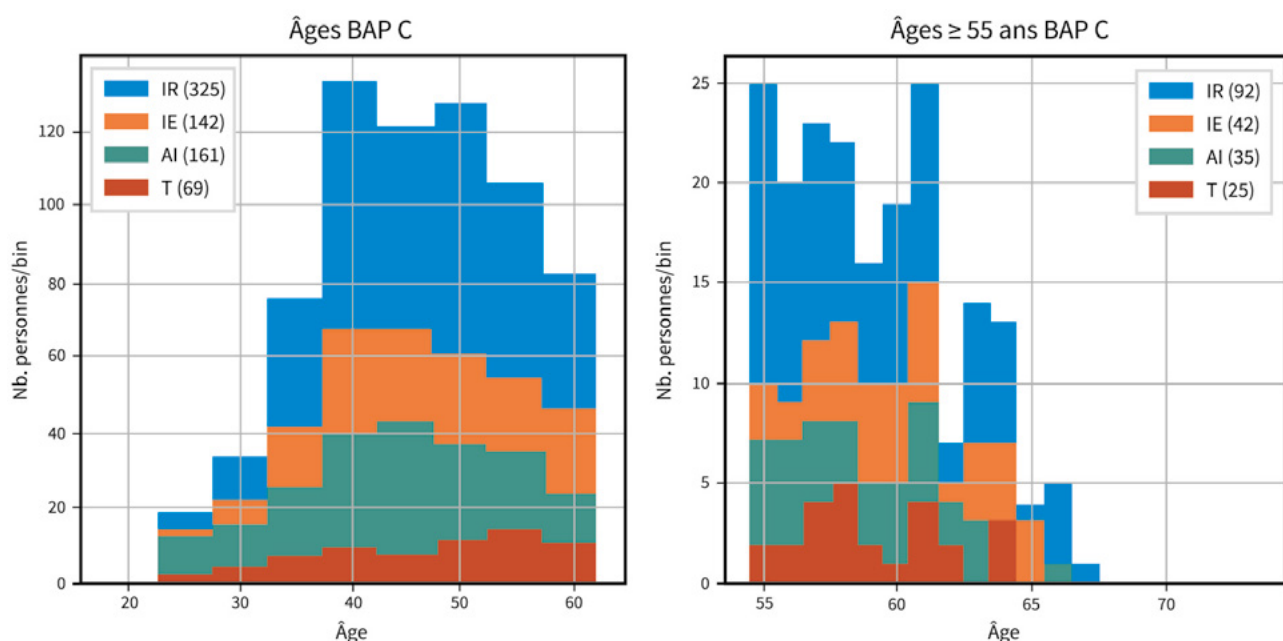 Âges BAP C
IR (325)
IE (142)
AI (161)
T (69)
Nb. personnes/bin
120
100
80
60
40
20
0
20
30
40
50
60
Âge
Âges ≥ 55 ans BAP C
IR (92)
IE (42)
AI (35)
T (25)
Nb. personnes/bin
25
20
15
10
5
0
55
60
65
70
Âge